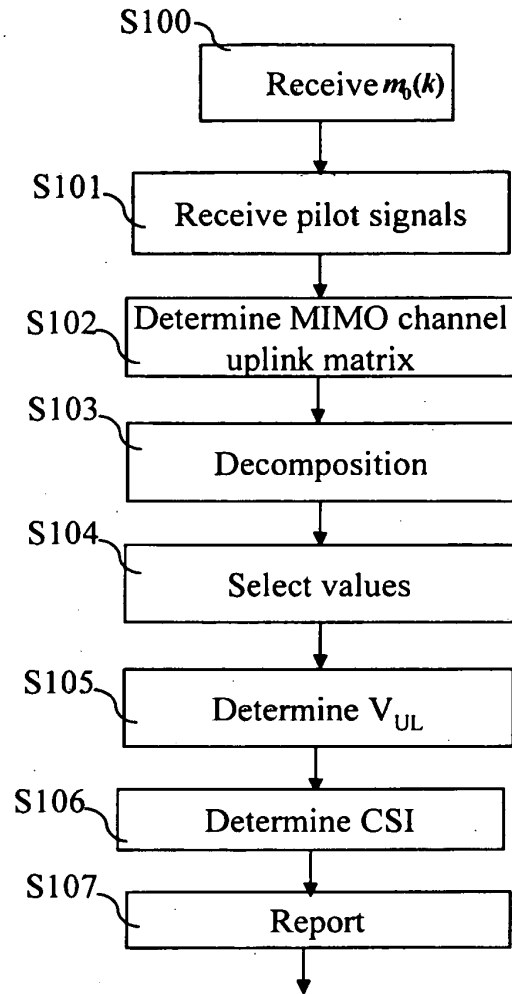 S100
Receive m₀(k)
S101
Receive pilot signals
S102
Determine MIMO channel
uplink matrix
S103
Decomposition
S104
Select values
S105
Determine V_UL
S106
Determine CSI
S107
Report